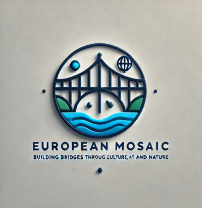 EUROPEAN MOSAIC
BUILDING BRIDGES THROUG CULTURE, AT AND NATURE